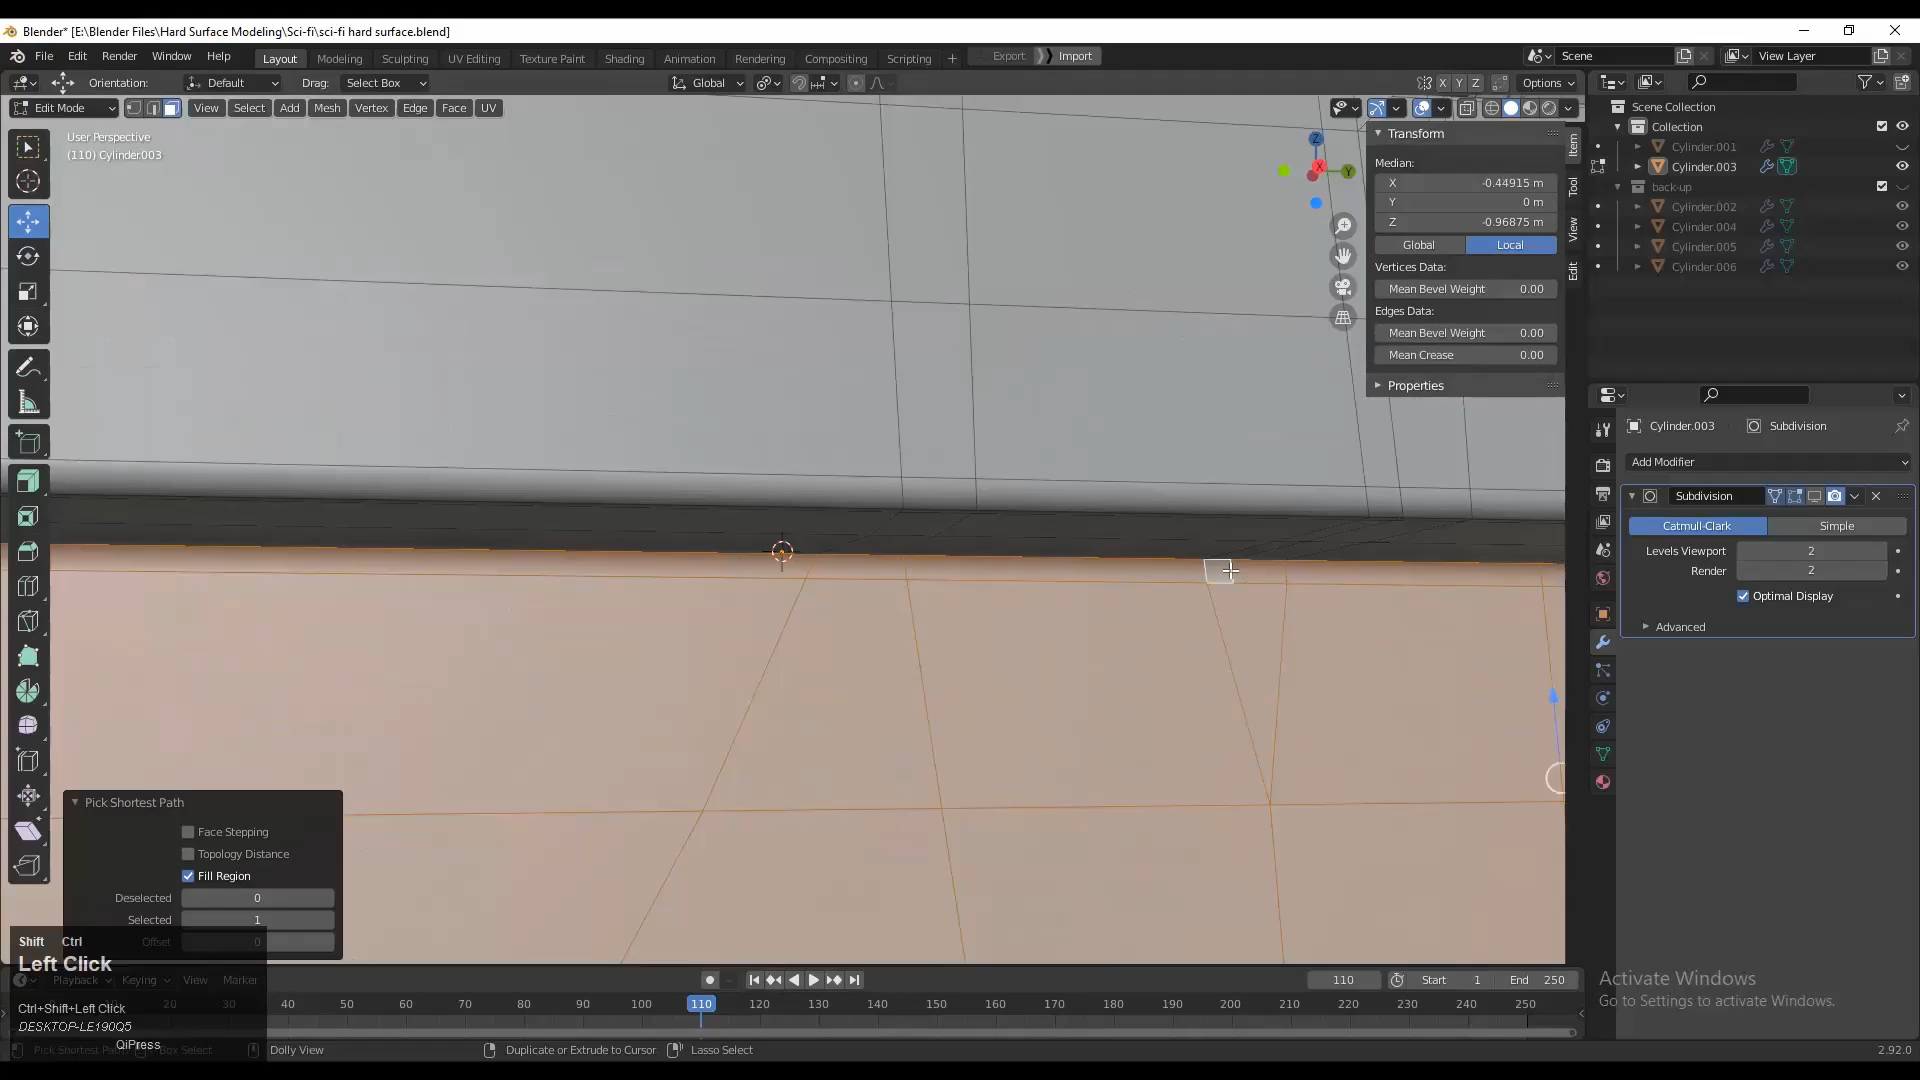 Blender* [E:\Blender Files\Hard Surface Modeling\Sci-fi\sci-fi hard surface.blend]
File Edit Render Window Help Layout Modeling Sculpting UV Editing Texture Paint Shading Animation Rendering Compositing Scripting + Export Import Scene View Layer
Orientation: Default Drag: Select Box Global X Y Z Options
Edit Mode View Select Add Mesh Vertex Edge Face UV
User Perspective
(110) Cylinder.003
Z
X
Y
Transform
Median:
X -0.44915 m
Y 0 m
Z -0.96875 m
Global Local
Vertices Data:
Mean Bevel Weight 0.00
Edges Data:
Mean Bevel Weight 0.00
Mean Crease 0.00
Properties
Item
Tool
View
Edit
Scene Collection
Collection
Cylinder.001
Cylinder.003
back-up
Cylinder.002
Cylinder.004
Cylinder.005
Cylinder.006
Cylinder.003 Subdivision
Add Modifier
Subdivision
Catmull-Clark Simple
Levels Viewport 2
Render 2
Optimal Display
Advanced
Pick Shortest Path
Face Stepping
Topology Distance
Fill Region
Deselected 0
Selected 1
Offset 0
Shift Ctrl
Left Click
Ctrl+Shift+Left Click
DESKTOP-LE190Q5
QiPress
Playback Keying View Marker 110 Start 1 End 250
20 30 40 50 60 70 80 90 100 110 120 130 140 150 160 170 180 190 200 210 220 230 240 250
Pick Shortest Path Box Select Dolly View Duplicate or Extrude to Cursor Lasso Select 2.92.0
Activate Windows
Go to Settings to activate Windows.